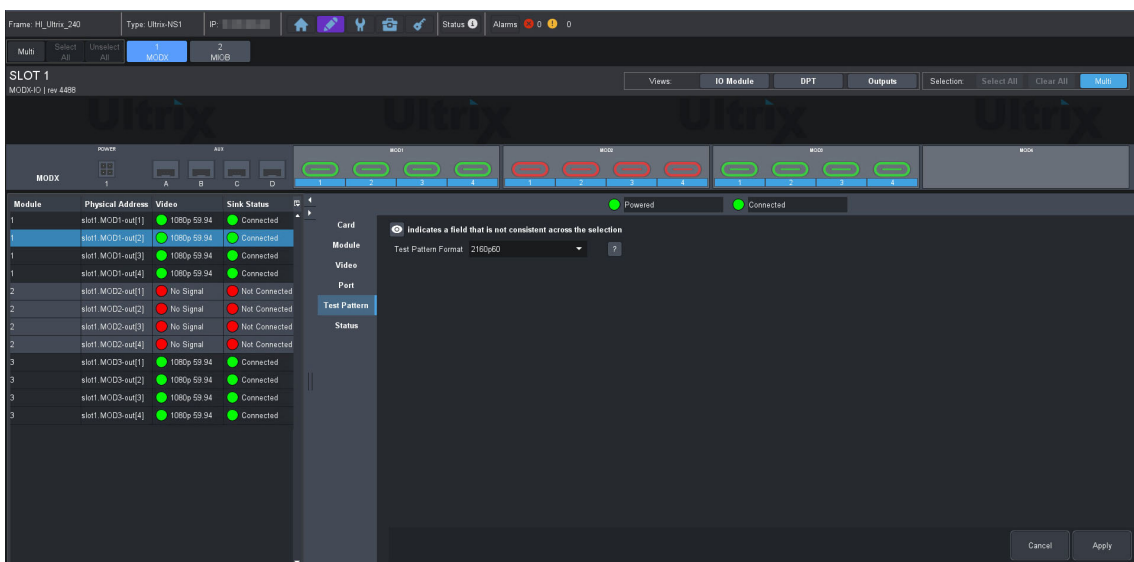 Frame: HI_Ultrix_240 Type: Ultrix-NS1 IP: Status Alarms 0 0
Multi Select All Unselect All 1 MODX 2 MIOB
SLOT 1
MODX-IO | rev 4488
Views: IO Module DPT Outputs Selection: Select All Clear All Multi
Ultrix Ultrix Ultrix Ultrix
POWER AUX MOD1 MOD2 MOD3 MOD4
MODX 1 A B C D 1 2 3 4 1 2 3 4 1 2 3 4
Module Physical Address Video Sink Status
1 slot1.MOD1-out[1] 1080p 59.94 Connected
1 slot1.MOD1-out[2] 1080p 59.94 Connected
1 slot1.MOD1-out[3] 1080p 59.94 Connected
1 slot1.MOD1-out[4] 1080p 59.94 Connected
2 slot1.MOD2-out[1] No Signal Not Connected
2 slot1.MOD2-out[2] No Signal Not Connected
2 slot1.MOD2-out[3] No Signal Not Connected
2 slot1.MOD2-out[4] No Signal Not Connected
3 slot1.MOD3-out[1] 1080p 59.94 Connected
3 slot1.MOD3-out[2] 1080p 59.94 Connected
3 slot1.MOD3-out[3] 1080p 59.94 Connected
3 slot1.MOD3-out[4] 1080p 59.94 Connected
Powered Connected
Card
Module
Video
Port
Test Pattern
Status
indicates a field that is not consistent across the selection
Test Pattern Format 2160p60 ?
Cancel Apply